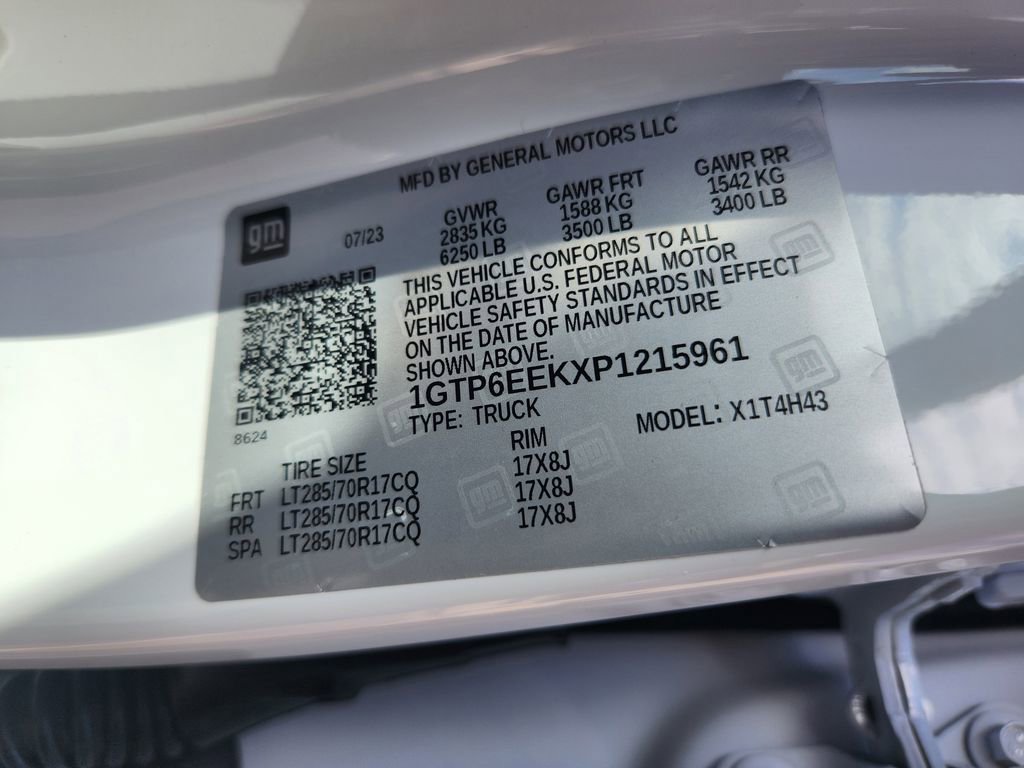 MFD BY GENERAL MOTORS LLC
gm
07/23
GVWR
2835 KG
6250 LB
GAWR FRT
1588 KG
3500 LB
GAWR RR
1542 KG
3400 LB
THIS VEHICLE CONFORMS TO ALL
APPLICABLE U.S. FEDERAL MOTOR
VEHICLE SAFETY STANDARDS IN EFFECT
ON THE DATE OF MANUFACTURE
SHOWN ABOVE.
1GTP6EEKXP1215961
TYPE: TRUCK
MODEL: X1T4H43
8624
TIRE SIZE
RIM
FRT LT285/70R17CQ 17X8J
RR LT285/70R17CQ 17X8J
SPA LT285/70R17CQ 17X8J